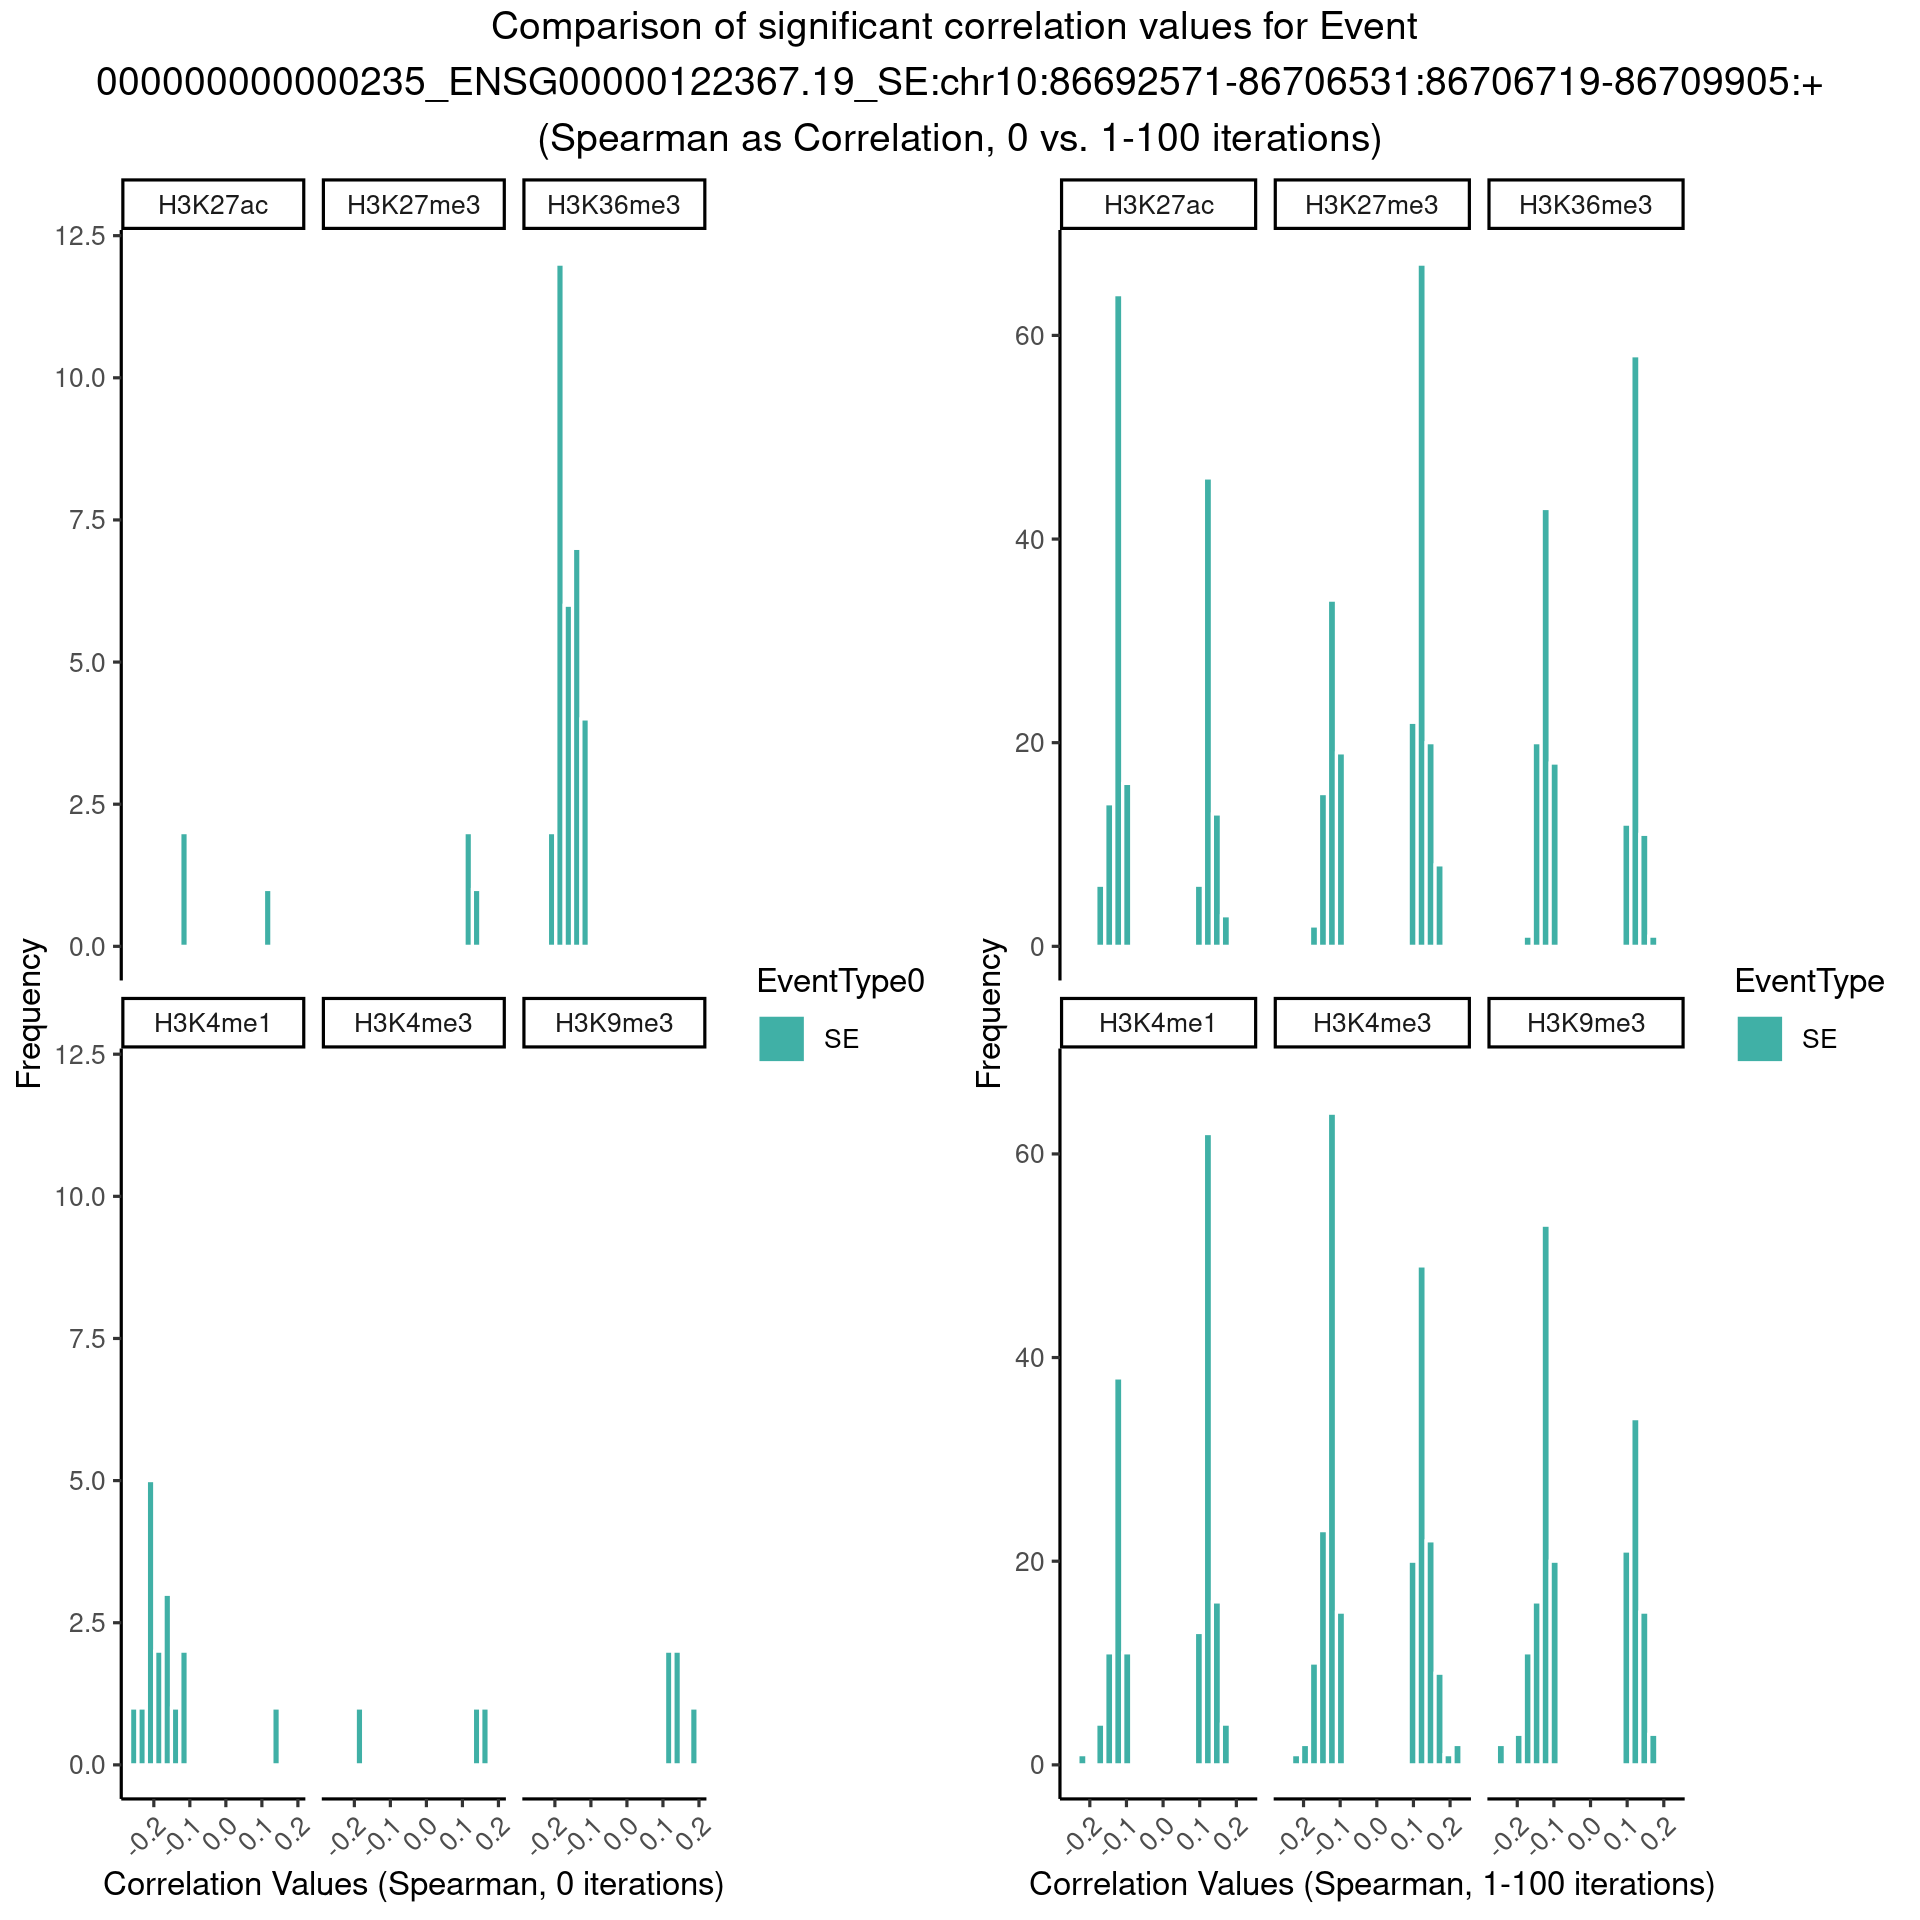 Comparison of significant correlation values for Event
000000000000235_ENSG00000122367.19_SE:chr10:86692571-86706531:86706719-86709905:+
(Spearman as Correlation, 0 vs. 1-100 iterations)
H3K27ac H3K27me3 H3K36me3
12.5
10.0
7.5
5.0
2.5
0.0
H3K4me1 H3K4me3 H3K9me3
12.5
10.0
7.5
5.0
2.5
0.0
Frequency
-0.2 -0.1 0.0 0.1 0.2 -0.2 -0.1 0.0 0.1 0.2 -0.2 -0.1 0.0 0.1 0.2
Correlation Values (Spearman, 0 iterations)
EventType0
SE
H3K27ac H3K27me3 H3K36me3
60
40
20
0
H3K4me1 H3K4me3 H3K9me3
60
40
20
0
Frequency
-0.2 -0.1 0.0 0.1 0.2 -0.2 -0.1 0.0 0.1 0.2 -0.2 -0.1 0.0 0.1 0.2
Correlation Values (Spearman, 1-100 iterations)
EventType
SE